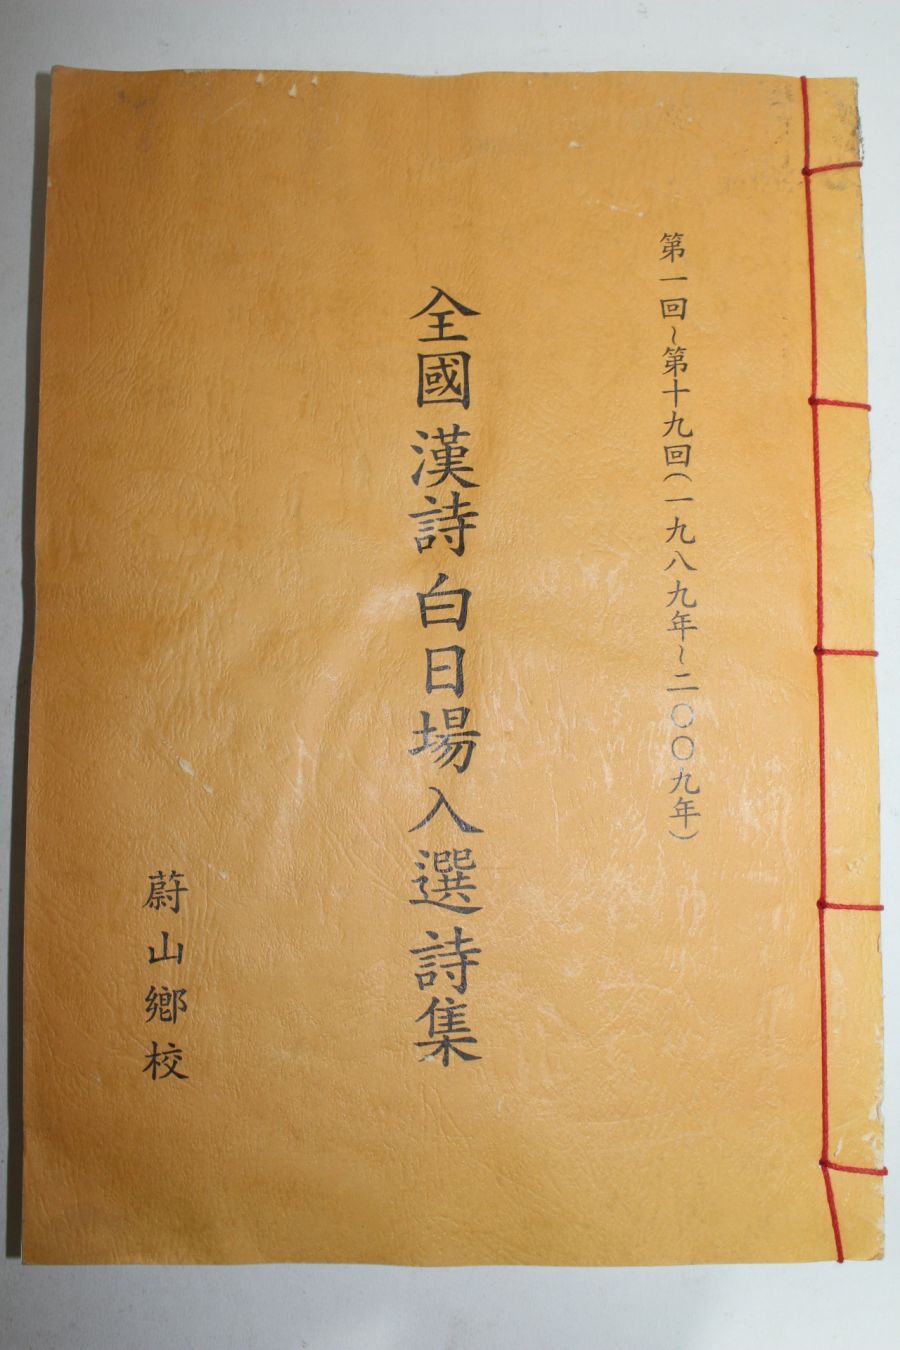 第一回~第十九回(一九八九年~二〇〇九年)
全國漢詩白日場入選詩集
蔚山鄕校